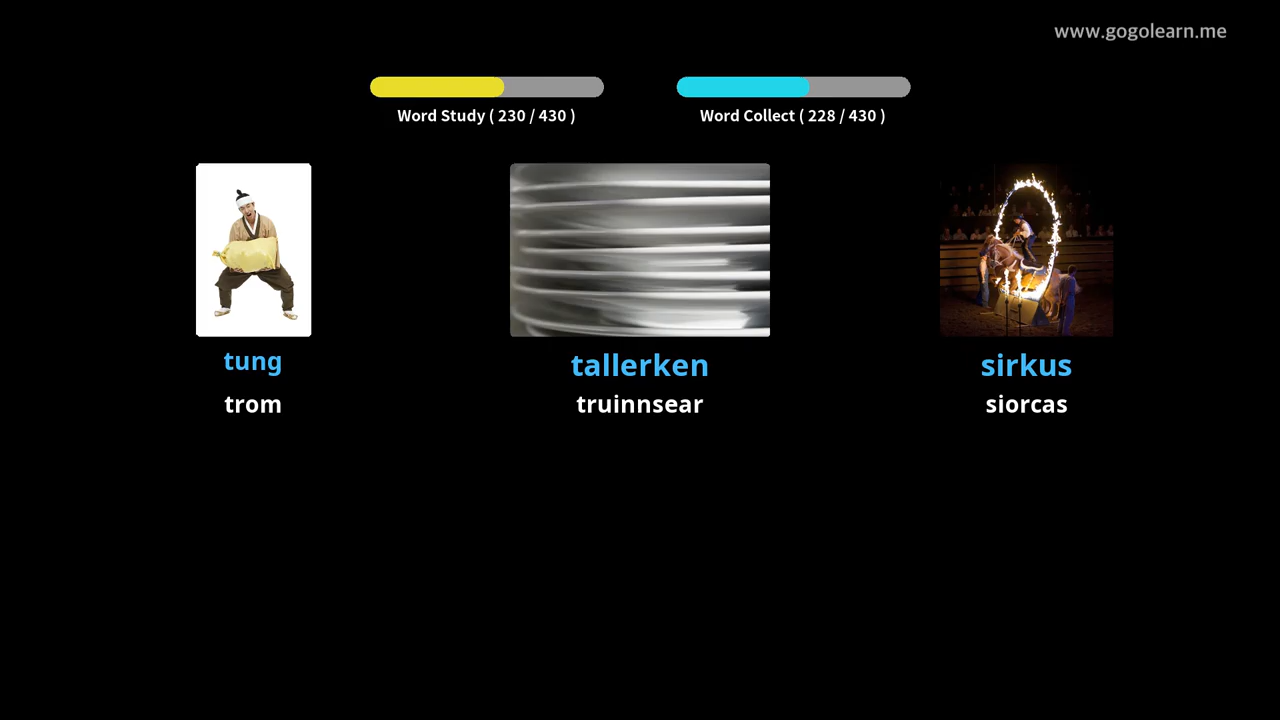 www.gogolearn.me
Word Study ( 230 / 430 )
Word Collect ( 228 / 430 )
tung
trom
tallerken
truinnsear
sirkus
siorcas